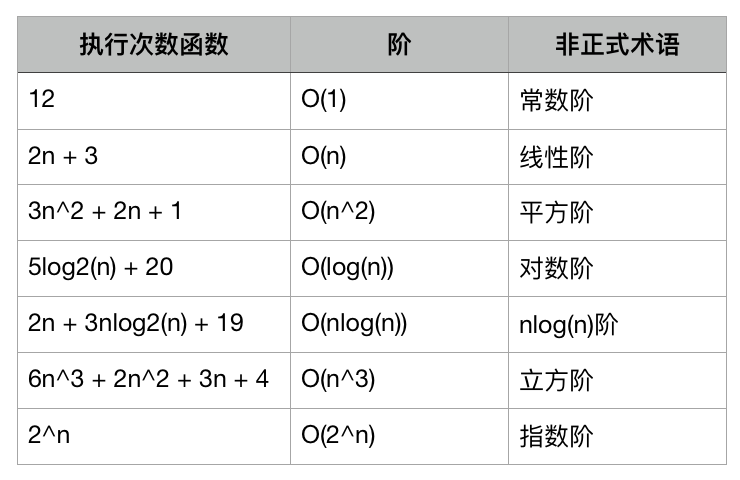 执行次数函数 阶 非正式术语
12 O(1) 常数阶
2n + 3 O(n) 线性阶
3n^2 + 2n + 1 O(n^2) 平方阶
5log2(n) + 20 O(log(n)) 对数阶
2n + 3nlog2(n) + 19 O(nlog(n)) nlog(n)阶
6n^3 + 2n^2 + 3n + 4 O(n^3) 立方阶
2^n O(2^n) 指数阶